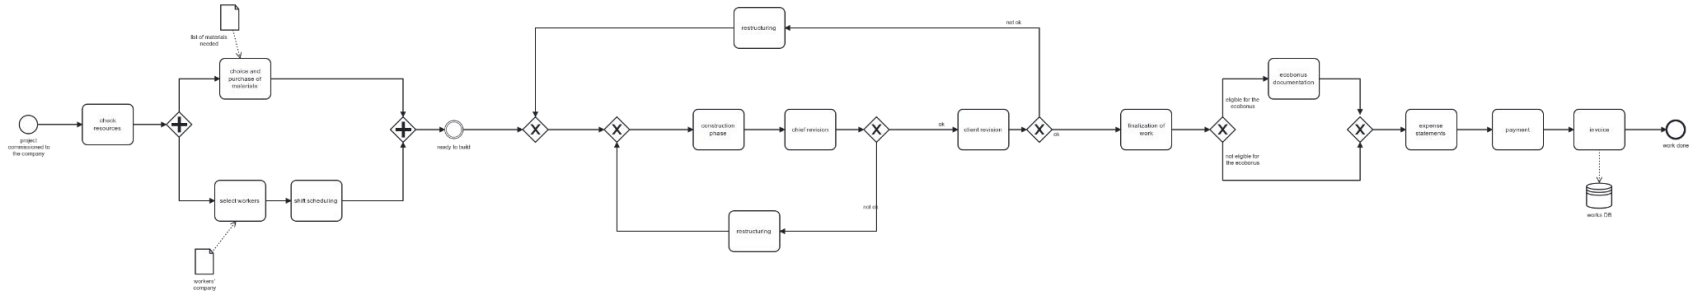 project
commissioned to
the company
check
resources
list of materials
needed
choice and
purchase of
materials
select workers
shift scheduling
workers'
company
ready to build
restructuring
not ok
construction
phase
chief revision
ok
client revision
ok
not ok
restructuring
finalization of
work
eligible for the
ecobonus
ecobonus
documentation
not eligible for
the ecobonus
expense
statements
payment
invoice
works DB
work done